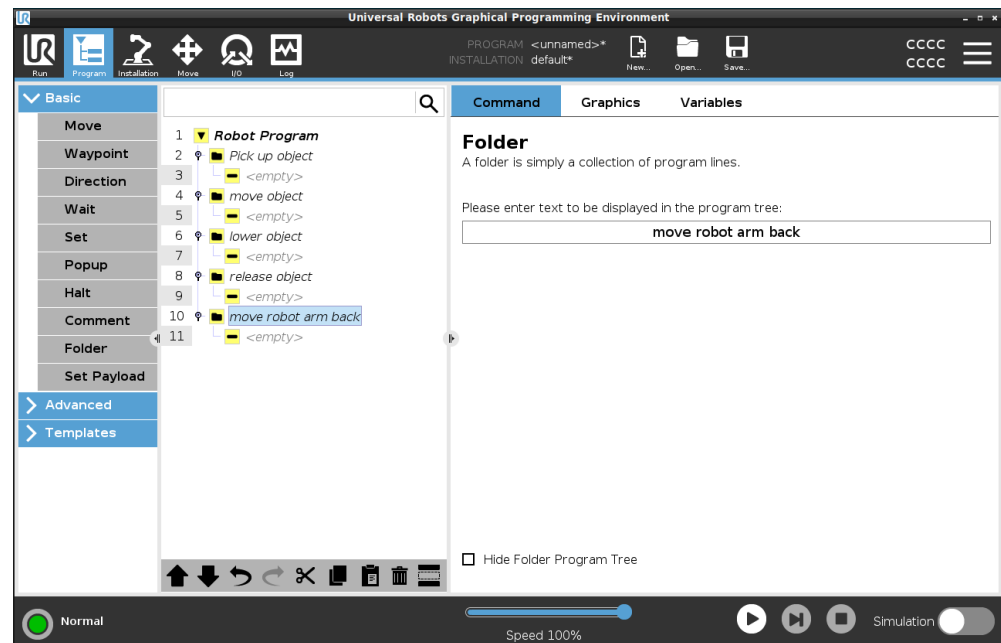 UR
Universal Robots Graphical Programming Environment
UR
Run
Program
Installation
Move
I/O
Log
PROGRAM <unnamed>*
INSTALLATION default*
New...
Open...
Save...
CCCC
CCCC
Basic
Move
Waypoint
Direction
Wait
Set
Popup
Halt
Comment
Folder
Set Payload
Advanced
Templates
1 Robot Program
2 Pick up object
3 <empty>
4 move object
5 <empty>
6 lower object
7 <empty>
8 release object
9 <empty>
10 move robot arm back
11 <empty>
Command Graphics Variables
Folder
A folder is simply a collection of program lines.
Please enter text to be displayed in the program tree:
move robot arm back
Hide Folder Program Tree
Normal
Speed 100%
Simulation